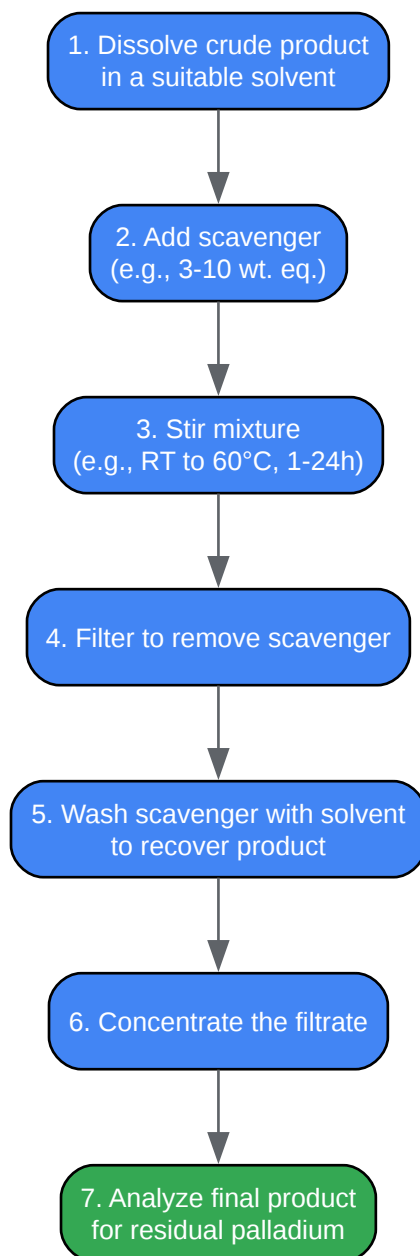 1. Dissolve crude product
in a suitable solvent
2. Add scavenger
(e.g., 3-10 wt. eq.)
3. Stir mixture
(e.g., RT to 60°C, 1-24h)
4. Filter to remove scavenger
5. Wash scavenger with solvent
to recover product
6. Concentrate the filtrate
7. Analyze final product
for residual palladium